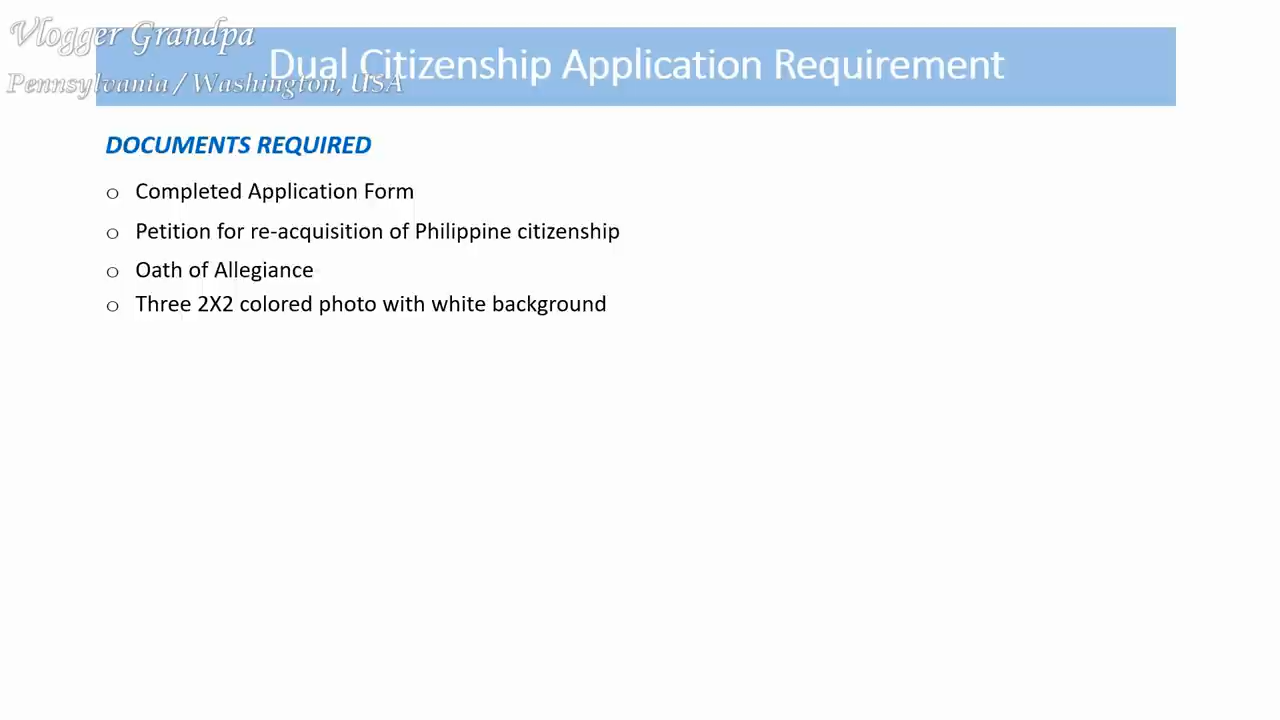 Vlogger Grandpa
Dual Citizenship Application Requirement
Pennsylvania / Washington, USA
DOCUMENTS REQUIRED
o Completed Application Form
o Petition for re-acquisition of Philippine citizenship
o Oath of Allegiance
o Three 2X2 colored photo with white background